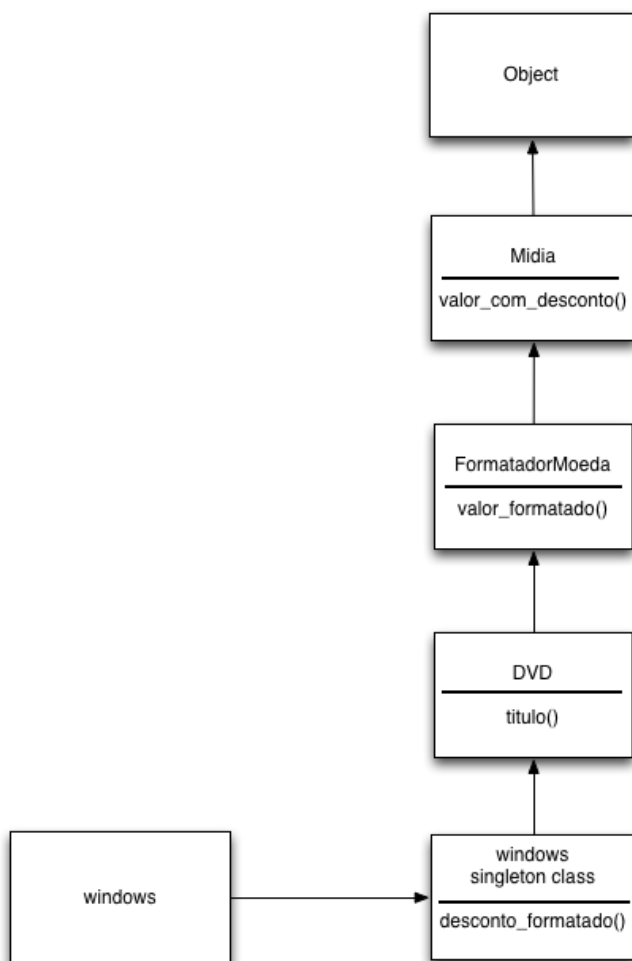 Object
Midia
valor_com_desconto()
FormatadorMoeda
valor_formatado()
DVD
titulo()
windows
windows
singleton class
desconto_formatado()